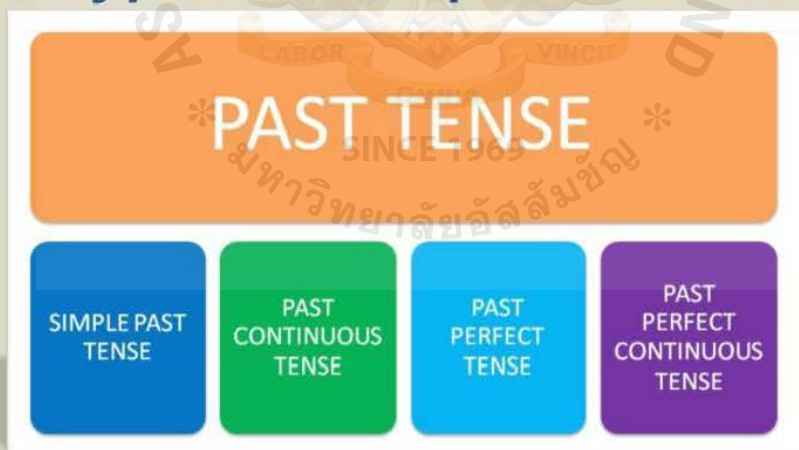 LABOR
VINCIT
OMNIA
PAST TENSE
SINCE 1969
มหาวิทยาลัยอัสสัมชัญ
SIMPLE PAST
TENSE
PAST
CONTINUOUS
TENSE
PAST
PERFECT
TENSE
PAST
PERFECT
CONTINUOUS
TENSE